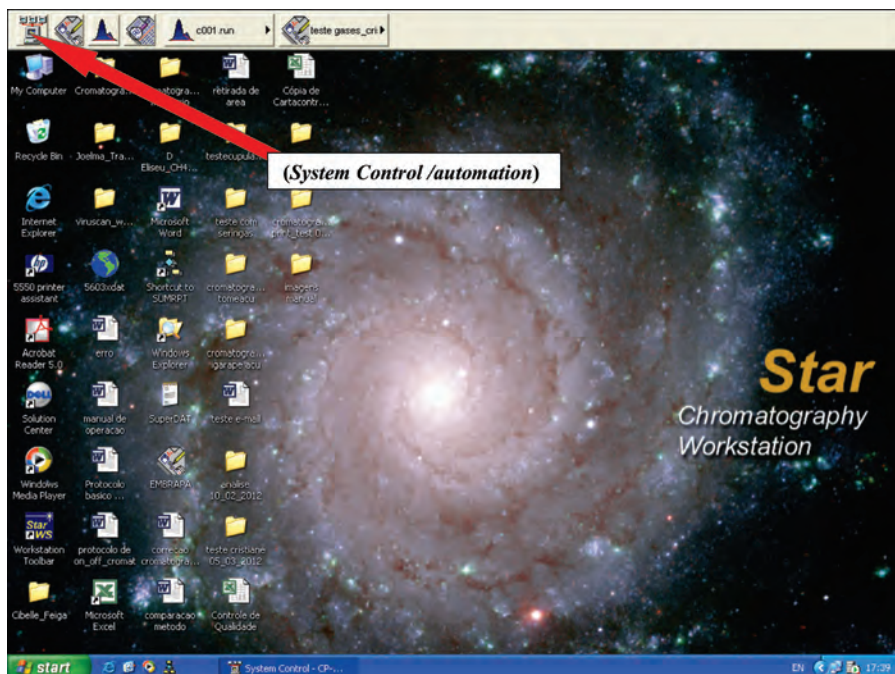 c001.run
teste gases_cri
My Computer
Cromatogra...
retirada de
area
Cópia de
Cartacontr...
(System Control /automation)
Recycle Bin
Joelma_Tra...
D
Eliseu_CH4...
testecupula...
Internet
Explorer
viruscan_w...
Microsoft
Word
teste com
seringas
cromatogra...
print_test 0...
5550 printer
assistant
5603xdat
Shortcut to
SUMRPT
cromatogra...
tomeacu
imagens
manual
Acrobat
Reader 5.0
erro
Windows
Explorer
cromatogra...
igarape lacu
Solution
Center
manual de
operacao
SuperDAT
teste e-mail
Windows
Media Player
Protocolo
basico ...
EMBRAPA
analise
10_02_2012
Star
WS
Workstation
Toolbar
protocolo de
on_off_cromat
correcao
cromatogra...
teste cristiane
05_03_2012
Cibelle_Feiga
Microsoft
Excel
comparacao
metodo
Controle de
Qualidade
Star
Chromatography
Workstation
start
System Control - CP-...
EN
17:39